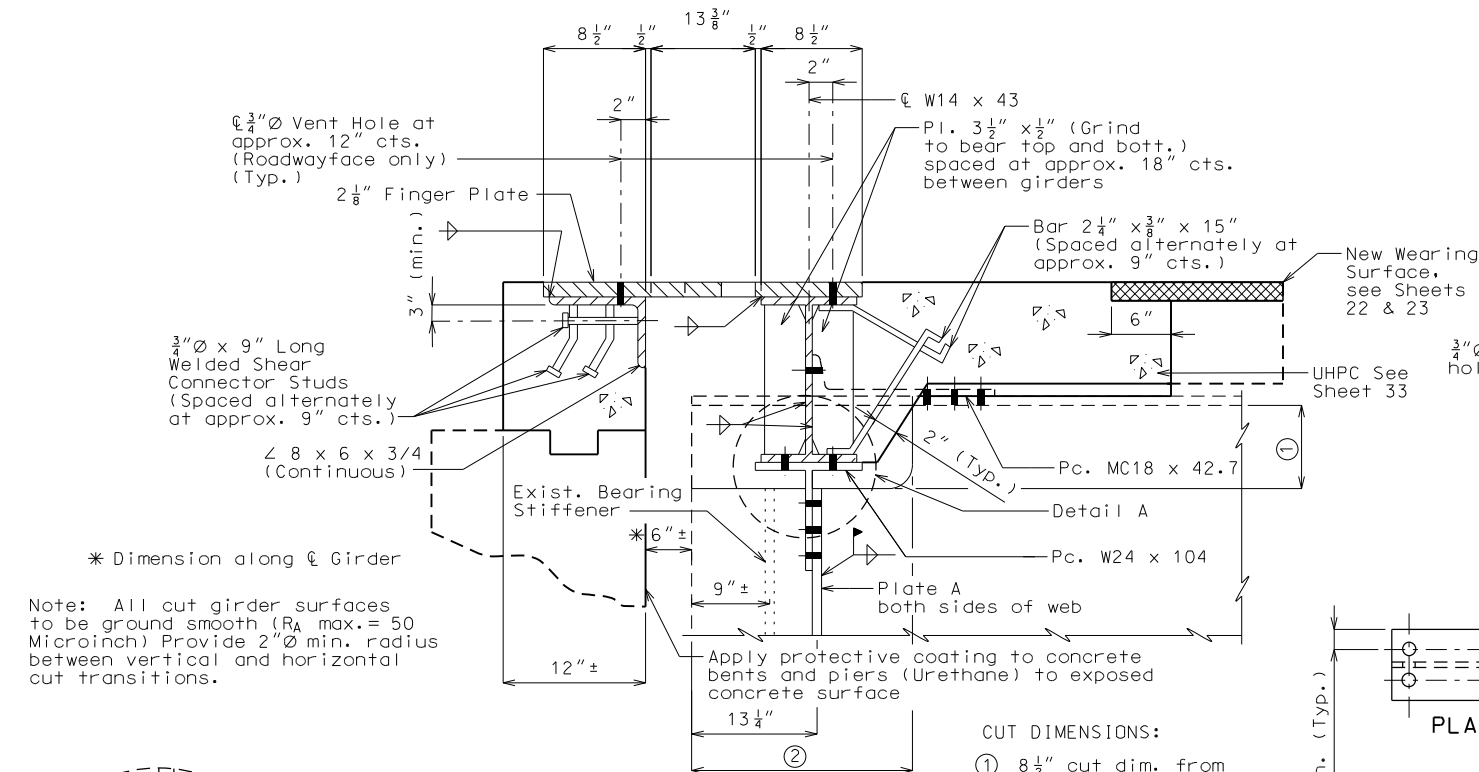 13 3/8"
8 1/2"
1/2"
1/2"
8 1/2"
2"
℄ W14 x 43
2"
℄ 3/4"Ø Vent Hole at
approx. 12" cts.
(Roadwayface only)
(Typ.)
Pl. 3 1/2" x 1/2" (Grind
to bear top and bott.)
spaced at approx. 18" cts.
between girders
2 1/8" Finger Plate
3" (min.)
Bar 2 1/4" x 3/8" x 15"
(Spaced alternately at
approx. 9" cts.)
New Wearing
Surface,
see Sheets
22 & 23
6"
3/4"Ø
hol
3/4"Ø x 9" Long
Welded Shear
Connector Studs
(Spaced alternately
at approx. 9" cts.)
UHPC See
Sheet 33
∠ 8 x 6 x 3/4
(Continuous)
2" (Typ.)
1
Pc. MC18 x 42.7
Exist. Bearing
Stiffener
Detail A
* 6"±
* Dimension along ℄ Girder
Pc. W24 x 104
9"±
Plate A
both sides of web
Note: All cut girder surfaces
to be ground smooth (RA max.= 50
Microinch) Provide 2"Ø min. radius
between vertical and horizontal
cut transitions.
12"±
Apply protective coating to concrete
bents and piers (Urethane) to exposed
concrete surface
13 1/4"
2
CUT DIMENSIONS:
1 8 1/2" cut dim. from
n. (Typ.)
PLA